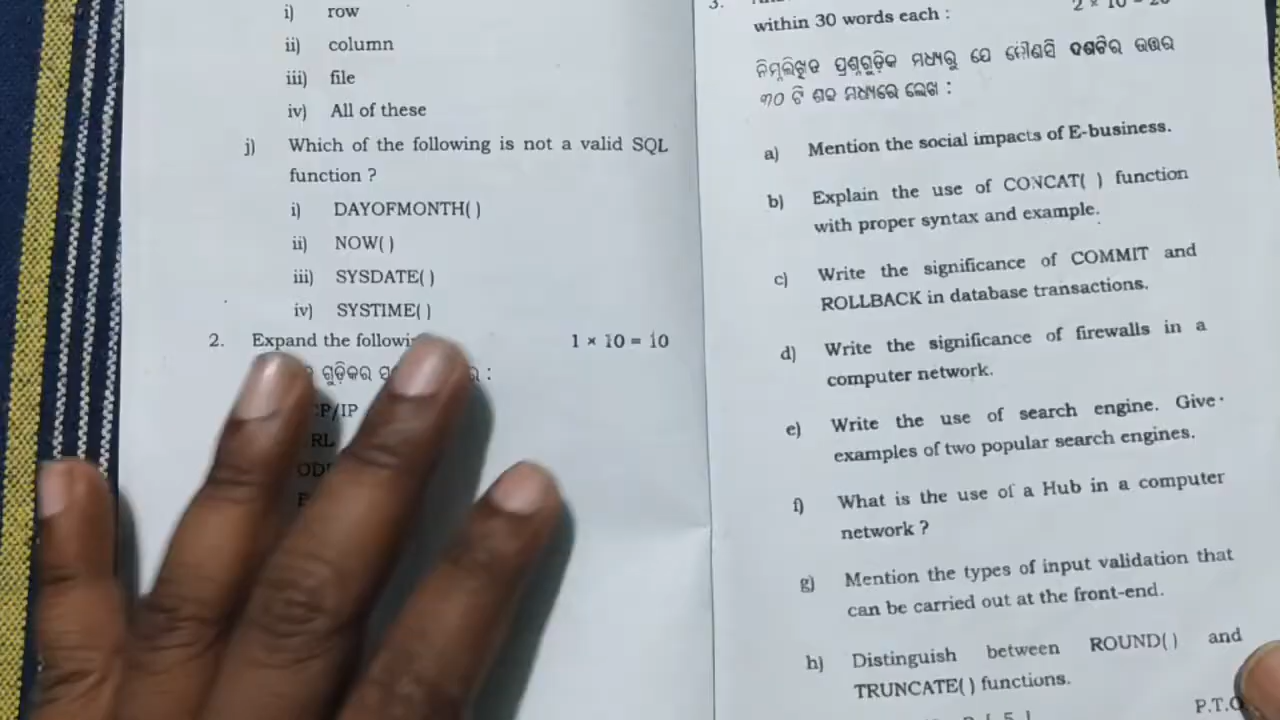 i) row
ii) column
iii) file
iv) All of these
j) Which of the following is not a valid SQL
function ?
i) DAYOFMONTH( )
ii) NOW( )
iii) SYSDATE( )
iv) SYSTIME( )
2. Expand the 1 × 10 = 10
ଗୁଡ଼ିକର
P/IP
RL
3.
within 30 words each :
ନିମ୍ନଲିଖିତ ପ୍ରଶ୍ନଗୁଡ଼ିକ ମଧ୍ୟରୁ ଯେ କୌଣସି ଦଶଟିର ଉତ୍ତର
୩୦ ଟି ଶବ୍ଦ ମଧ୍ୟରେ ଲେଖ :
a) Mention the social impacts of E-business.
b) Explain the use of CONCAT( ) function
with proper syntax and example.
c) Write the significance of COMMIT and
ROLLBACK in database transactions.
d) Write the significance of firewalls in a
computer network.
e) Write the use of search engine. Give
examples of two popular search engines.
f) What is the use of a Hub in a computer
network ?
g) Mention the types of input validation that
can be carried out at the front-end.
h) Distinguish between ROUND( ) and
TRUNCATE( ) functions.
P.T.O